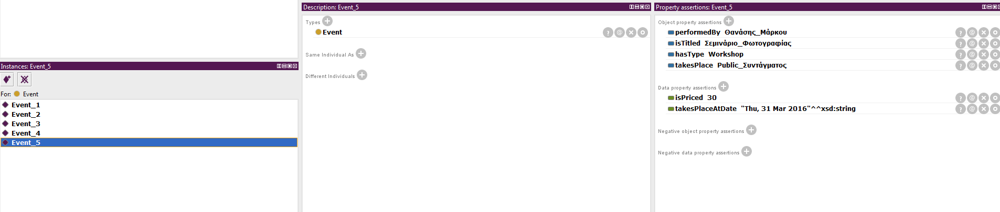 Instances: Event_5
For: Event
Event_1
Event_2
Event_3
Event_4
Event_5
Description: Event_5
Types
Event
Same Individual As
Different Individuals
Property assertions: Event_5
Object property assertions
performedBy Θανάσης_Μάρκου
isTitled Σεμινάριο_Φωτογραφίας
hasType Workshop
takesPlace Public_Συντάγματος
Data property assertions
isPriced 30
takesPlaceAtDate "Thu, 31 Mar 2016"^^xsd:string
Negative object property assertions
Negative data property assertions